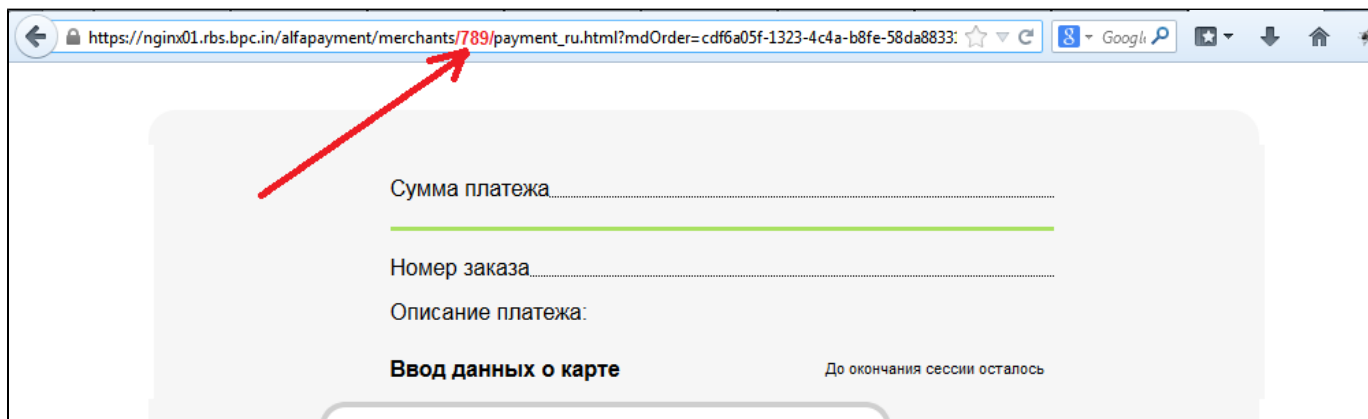 https://nginx01.rbs.bpc.in/alfapayment/merchants/789/payment_ru.html?mdOrder=cdf6a05f-1323-4c4a-b8fe-58da8833
Сумма платежа
Номер заказа
Описание платежа:
Ввод данных о карте
До окончания сессии осталось